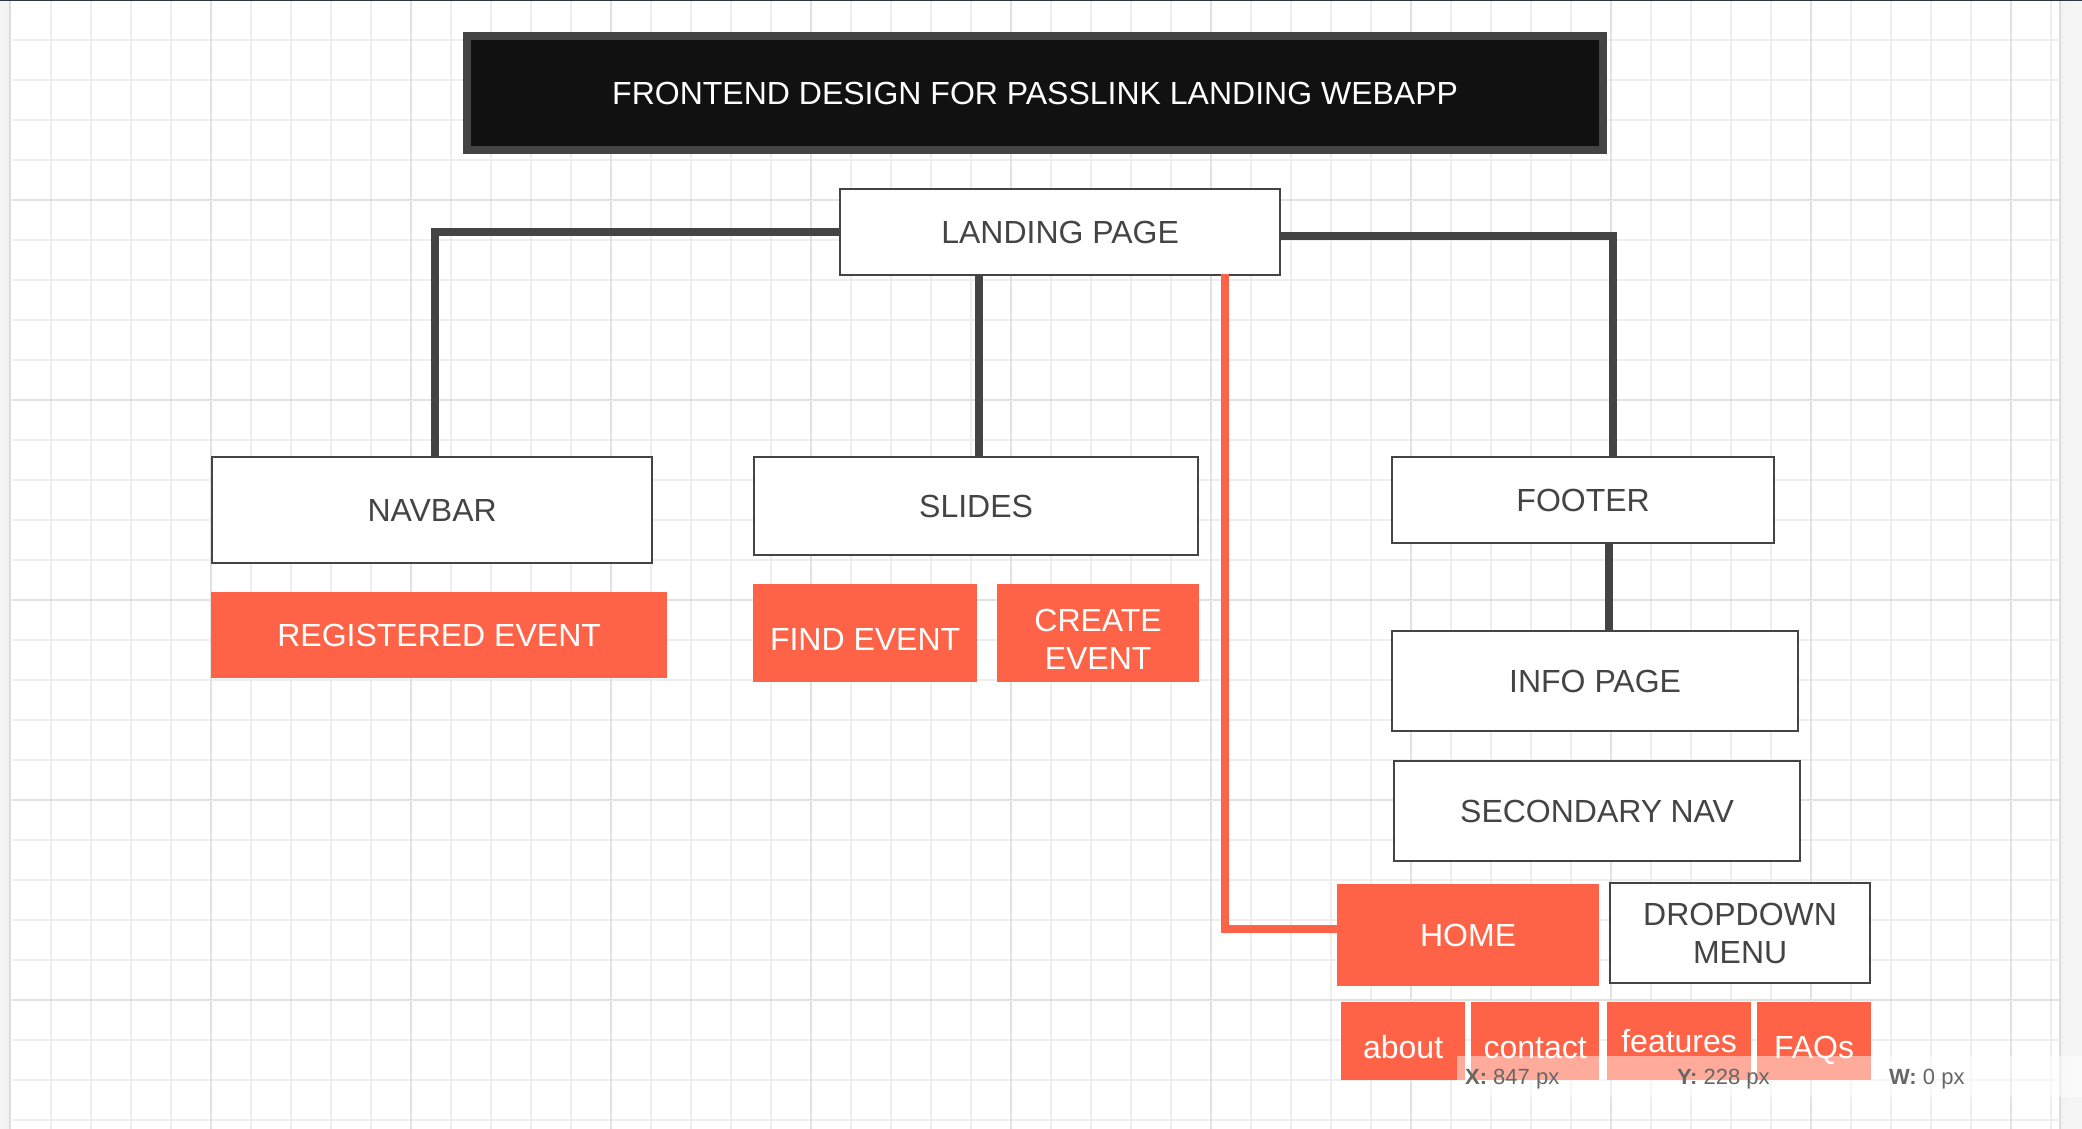 FRONTEND DESIGN FOR PASSLINK LANDING WEBAPP
LANDING PAGE
NAVBAR
SLIDES
FOOTER
REGISTERED EVENT
FIND EVENT
CREATE
EVENT
INFO PAGE
SECONDARY NAV
HOME
DROPDOWN
MENU
about
contact
features
FAQs
X: 847 px
Y: 228 px
W: 0 px